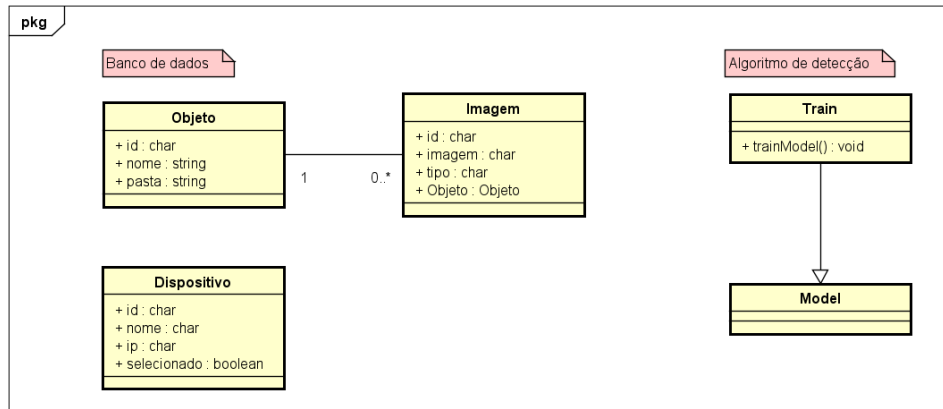 pkg
Banco de dados
Objeto
+ id : char
+ nome : string
+ pasta : string
1
0..*
Imagem
+ id : char
+ imagem : char
+ tipo : char
+ Objeto : Objeto
Dispositivo
+ id : char
+ nome : char
+ ip : char
+ selecionado : boolean
Algoritmo de detecção
Train
+ trainModel() : void
Model